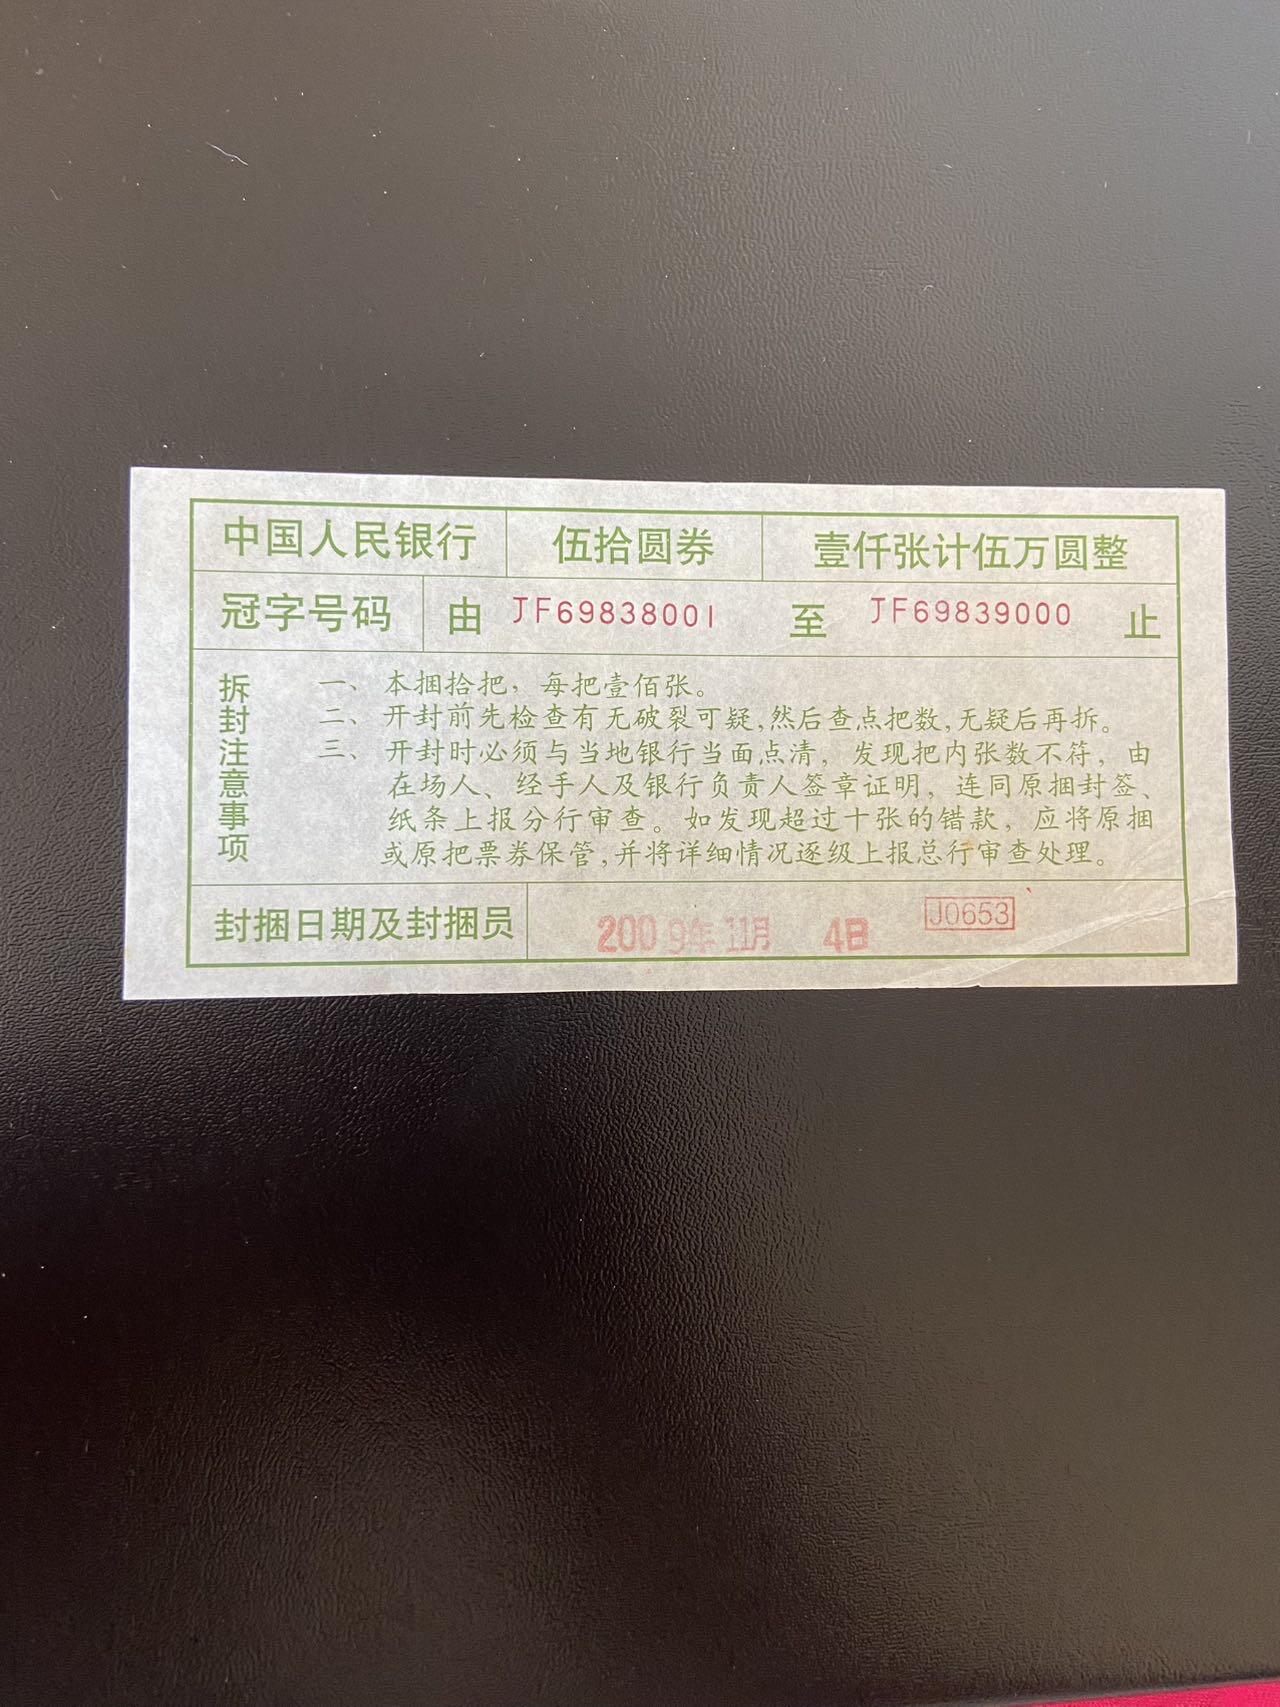 中国人民银行 伍拾圆券 壹仟张计伍万圆整
冠字号码 由 JF69838001 至 JF69839000 止
拆封注意事项
一、本捆拾把，每把壹佰张。
二、开封前先检查有无破裂可疑,然后查点把数,无疑后再拆。
三、开封时必须与当地银行当面点清，发现把内张数不符，由
在场人、经手人及银行负责人签章证明，连同原捆封签、
纸条上报分行审查。如发现超过十张的错款，应将原捆
或原把票券保管,并将详细情况逐级上报总行审查处理。
封捆日期及封捆员 2009年11月 4日 J0653